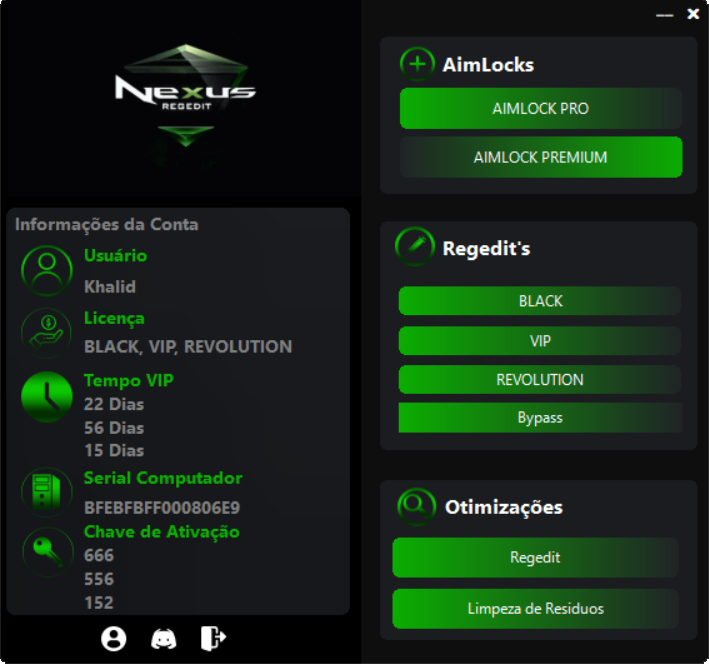 Nexus
REGEDIT
Informações da Conta
Usuário
Khalid
Licença
BLACK, VIP, REVOLUTION
Tempo VIP
22 Dias
56 Dias
15 Dias
Serial Computador
BFEBFBFF000806E9
Chave de Ativação
666
556
152
AimLocks
AIMLOCK PRO
AIMLOCK PREMIUM
Regedit's
BLACK
VIP
REVOLUTION
Bypass
Otimizações
Regedit
Limpeza de Residuos